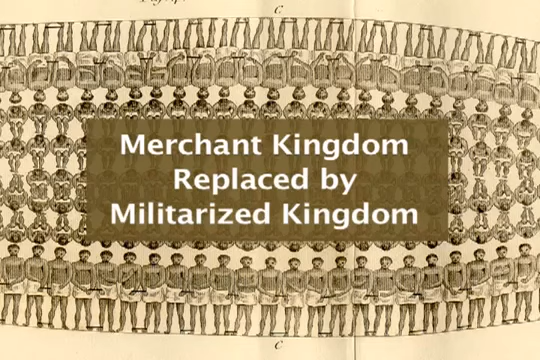 C
Merchant Kingdom
Replaced by
Militarized Kingdom
C